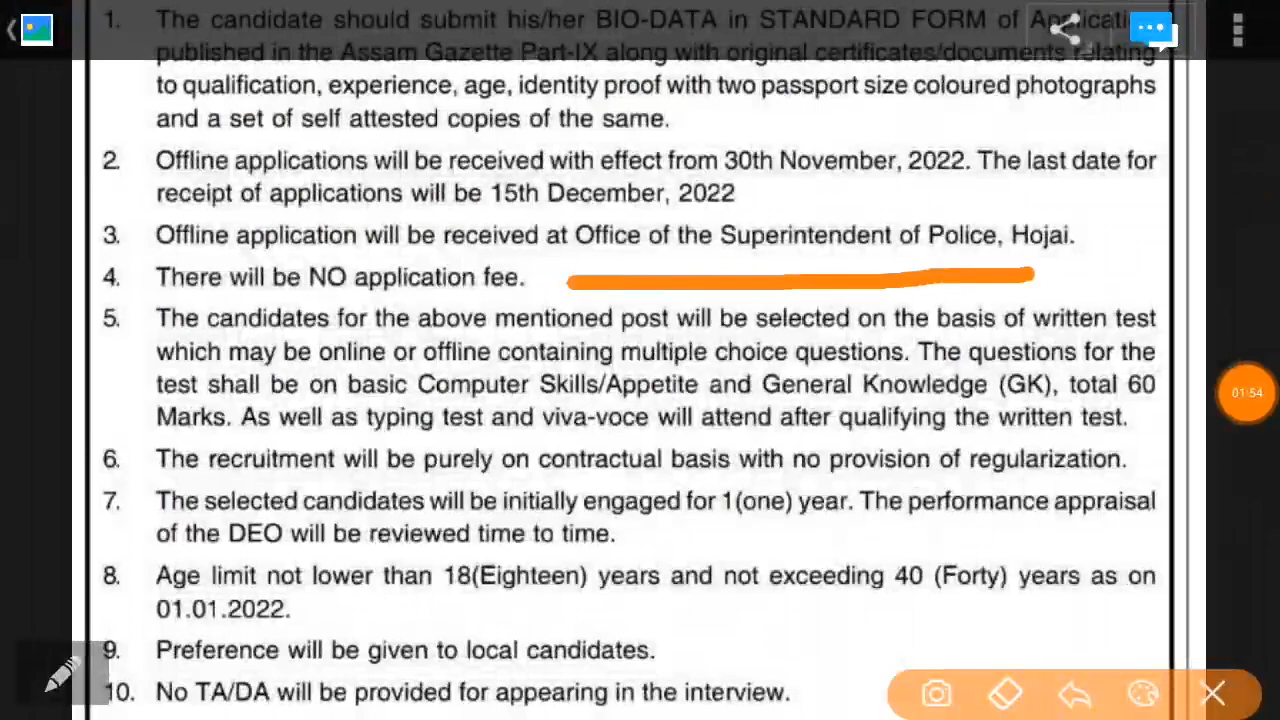 1. The candidate should submit his/her BIO-DATA in STANDARD FORM of Applicati
published in the Assam Gazette Part-IX along with original certificates/documents relating
to qualification, experience, age, identity proof with two passport size coloured photographs
and a set of self attested copies of the same.
2. Offline applications will be received with effect from 30th November, 2022. The last date for
receipt of applications will be 15th December, 2022
3. Offline application will be received at Office of the Superintendent of Police, Hojai.
4. There will be NO application fee.
5. The candidates for the above mentioned post will be selected on the basis of written test
which may be online or offline containing multiple choice questions. The questions for the
test shall be on basic Computer Skills/Appetite and General Knowledge (GK), total 60
Marks. As well as typing test and viva-voce will attend after qualifying the written test.
01:54
6. The recruitment will be purely on contractual basis with no provision of regularization.
7. The selected candidates will be initially engaged for 1(one) year. The performance appraisal
of the DEO will be reviewed time to time.
8. Age limit not lower than 18(Eighteen) years and not exceeding 40 (Forty) years as on
01.01.2022.
9. Preference will be given to local candidates.
10. No TA/DA will be provided for appearing in the interview.